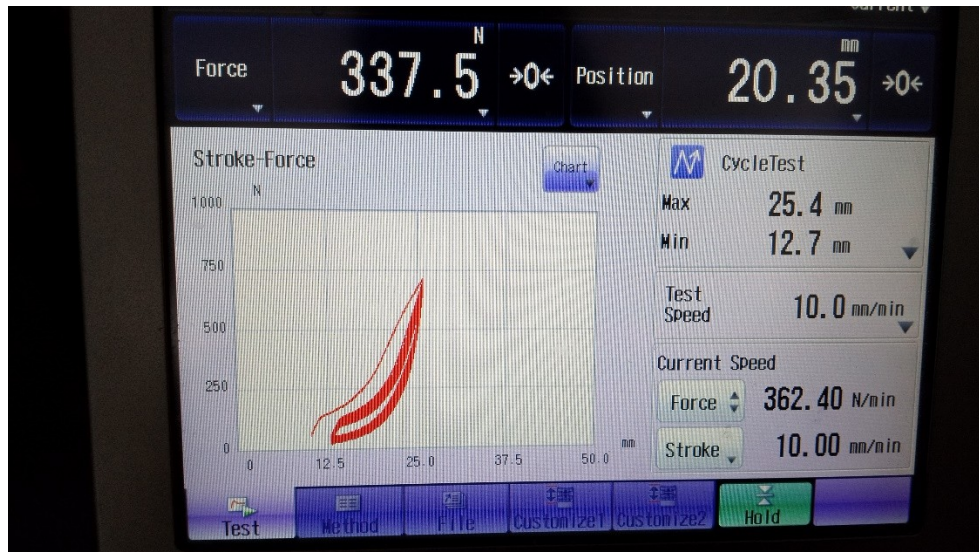 Current
N
mm
Force 337.5 →0← Position 20.35 →0←
Stroke-Force
Chart
N
1000
750
500
250
0
0 12.5 25.0 37.5 50.0 mm
CycleTest
Max 25.4 mm
Min 12.7 mm
Test
Speed 10.0 mm/min
Current Speed
Force 362.40 N/min
Stroke 10.00 mm/min
Test Method File Customize1 Customize2 Hold